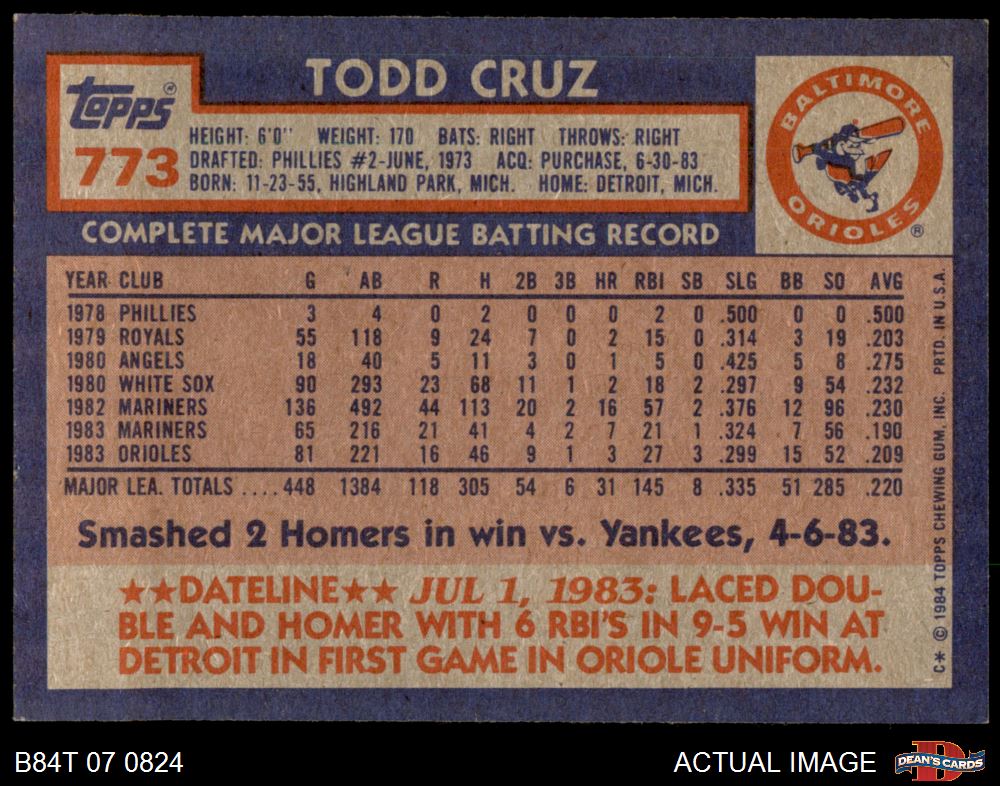 TODD CRUZ
topps®
773
HEIGHT: 6'0" WEIGHT: 170 BATS: RIGHT THROWS: RIGHT
DRAFTED: PHILLIES #2-JUNE, 1973 ACQ: PURCHASE, 6-30-83
BORN: 11-23-55, HIGHLAND PARK, MICH. HOME: DETROIT, MICH.
BALTIMORE
ORIOLES®
COMPLETE MAJOR LEAGUE BATTING RECORD
YEAR CLUB G AB R H 2B 3B HR RBI SB SLG BB SO AVG
1978 PHILLIES 3 4 0 2 0 0 0 2 0 .500 0 0 .500
1979 ROYALS 55 118 9 24 7 0 2 15 0 .314 3 19 .203
1980 ANGELS 18 40 5 11 3 0 1 5 0 .425 5 8 .275
1980 WHITE SOX 90 293 23 68 11 1 2 18 2 .297 9 54 .232
1982 MARINERS 136 492 44 113 20 2 16 57 2 .376 12 96 .230
1983 MARINERS 65 216 21 41 4 2 7 21 1 .324 7 56 .190
1983 ORIOLES 81 221 16 46 9 1 3 27 3 .299 15 52 .209
MAJOR LEA. TOTALS .... 448 1384 118 305 54 6 31 145 8 .335 51 285 .220
Smashed 2 Homers in win vs. Yankees, 4-6-83.
★★DATELINE★★ JUL 1, 1983: LACED DOU-
BLE AND HOMER WITH 6 RBI'S IN 9-5 WIN AT
DETROIT IN FIRST GAME IN ORIOLE UNIFORM.
C* © 1984 TOPPS CHEWING GUM, INC. PRTD. IN U.S.A.
B84T 07 0824
ACTUAL IMAGE
D
DEAN'S CARDS